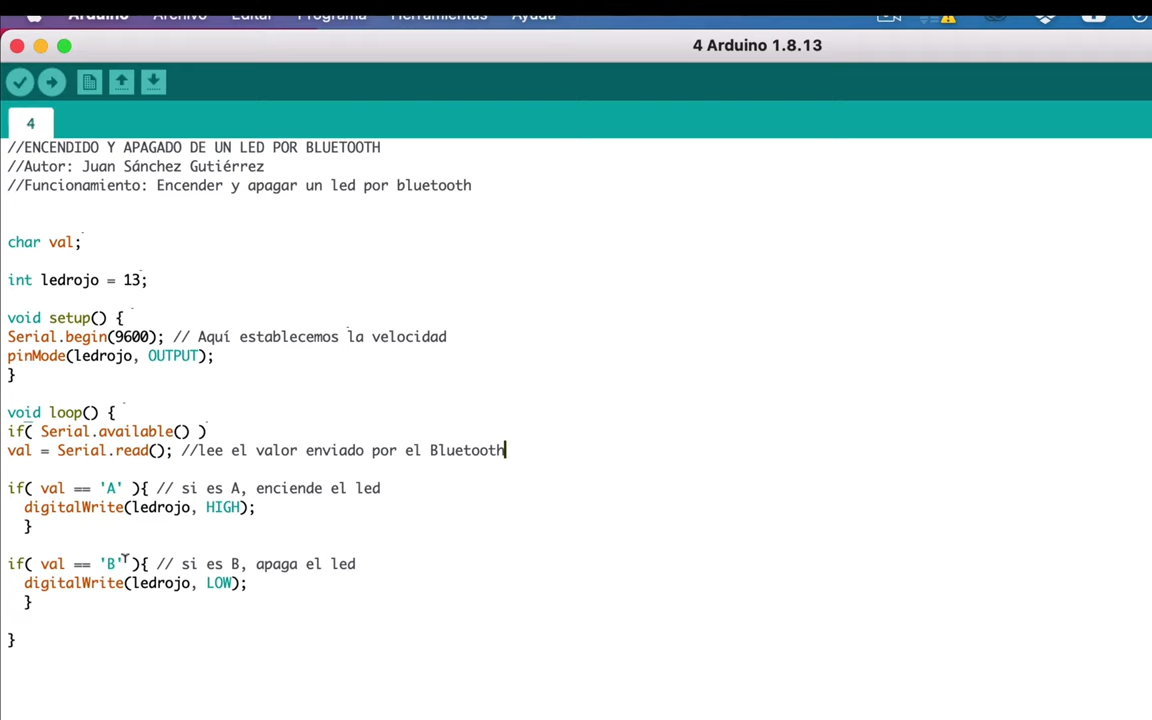 Arduino Archivo Editar Programa Herramientas Ayuda
4 Arduino 1.8.13
4
//ENCENDIDO Y APAGADO DE UN LED POR BLUETOOTH
//Autor: Juan Sánchez Gutiérrez
//Funcionamiento: Encender y apagar un led por bluetooth
char val;
int ledrojo = 13;
void setup() {
Serial.begin(9600); // Aquí establecemos la velocidad
pinMode(ledrojo, OUTPUT);
}
void loop() {
if( Serial.available() )
val = Serial.read(); //lee el valor enviado por el Bluetooth
if( val == 'A' ){ // si es A, enciende el led
digitalWrite(ledrojo, HIGH);
}
if( val == 'B' ){ // si es B, apaga el led
digitalWrite(ledrojo, LOW);
}
}